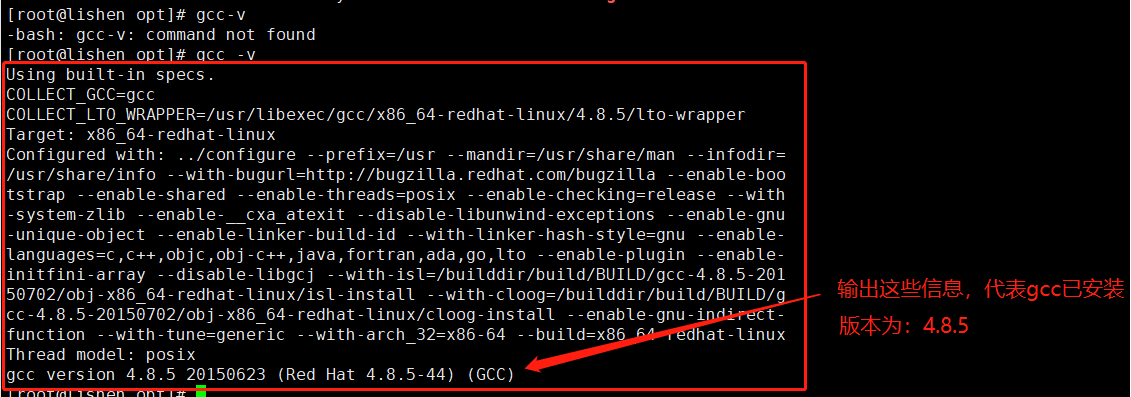 [root@lishen opt]# gcc-v
-bash: gcc-v: command not found
[root@lishen opt]# gcc -v
Using built-in specs.
COLLECT_GCC=gcc
COLLECT_LTO_WRAPPER=/usr/libexec/gcc/x86_64-redhat-linux/4.8.5/lto-wrapper
Target: x86_64-redhat-linux
Configured with: ../configure --prefix=/usr --mandir=/usr/share/man --infodir=
/usr/share/info --with-bugurl=http://bugzilla.redhat.com/bugzilla --enable-boo
tstrap --enable-shared --enable-threads=posix --enable-checking=release --with
-system-zlib --enable-__cxa_atexit --disable-libunwind-exceptions --enable-gnu
-unique-object --enable-linker-build-id --with-linker-hash-style=gnu --enable-
languages=c,c++,objc,obj-c++,java,fortran,ada,go,lto --enable-plugin --enable-
initfini-array --disable-libgcj --with-isl=/builddir/build/BUILD/gcc-4.8.5-201
50702/obj-x86_64-redhat-linux/isl-install --with-cloog=/builddir/build/BUILD/g
cc-4.8.5-20150702/obj-x86_64-redhat-linux/cloog-install --enable-gnu-indirect-
function --with-tune=generic --with-arch_32=x86-64 --build=x86_64-redhat-linux
Thread model: posix
gcc version 4.8.5 20150623 (Red Hat 4.8.5-44) (GCC)
[root@lishen opt]#
输出这些信息，代表gcc已安装
版本为：4.8.5